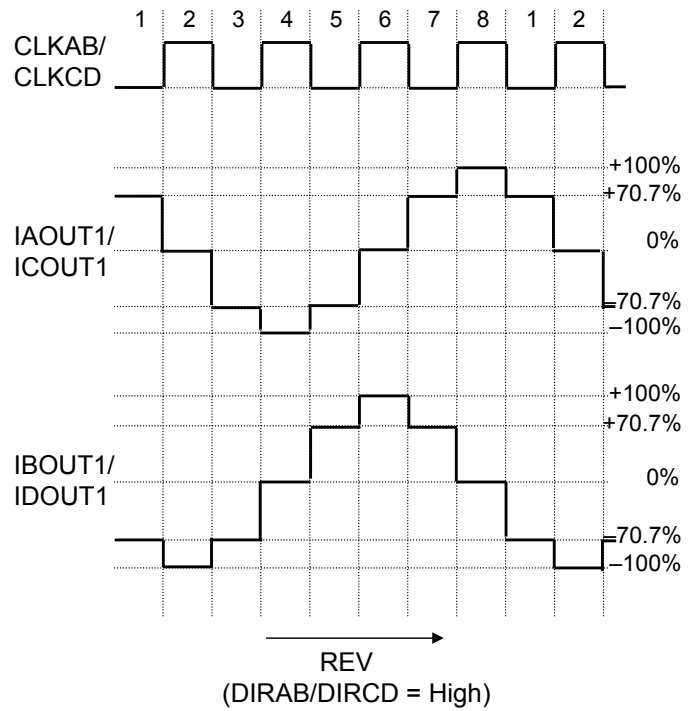 1 2 3 4 5 6 7 8 1 2
CLKAB/
CLKCD
+100%
+70.7%
IAOUT1/
ICOUT1
0%
–70.7%
–100%
+100%
+70.7%
IBOUT1/
IDOUT1
0%
–70.7%
–100%
REV
(DIRAB/DIRCD = High)